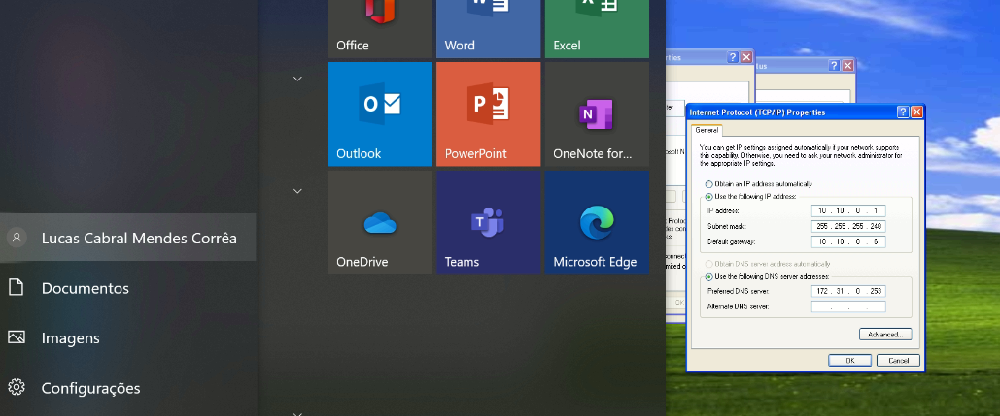 Office
Word
Excel
Outlook
PowerPoint
OneNote for...
OneDrive
Teams
Microsoft Edge
Lucas Cabral Mendes Corrêa
Documentos
Imagens
Configurações
Internet Protocol (TCP/IP) Properties
General
You can get IP settings assigned automatically if your network supports
this capability. Otherwise, you need to ask your network administrator for
the appropriate IP settings.
Obtain an IP address automatically
Use the following IP address:
IP address: 10 . 10 . 0 . 1
Subnet mask: 255 . 255 . 255 . 248
Default gateway: 10 . 10 . 0 . 6
Obtain DNS server address automatically
Use the following DNS server addresses:
Preferred DNS server: 172 . 31 . 0 . 253
Alternate DNS server: . . .
Advanced...
OK Cancel
OK